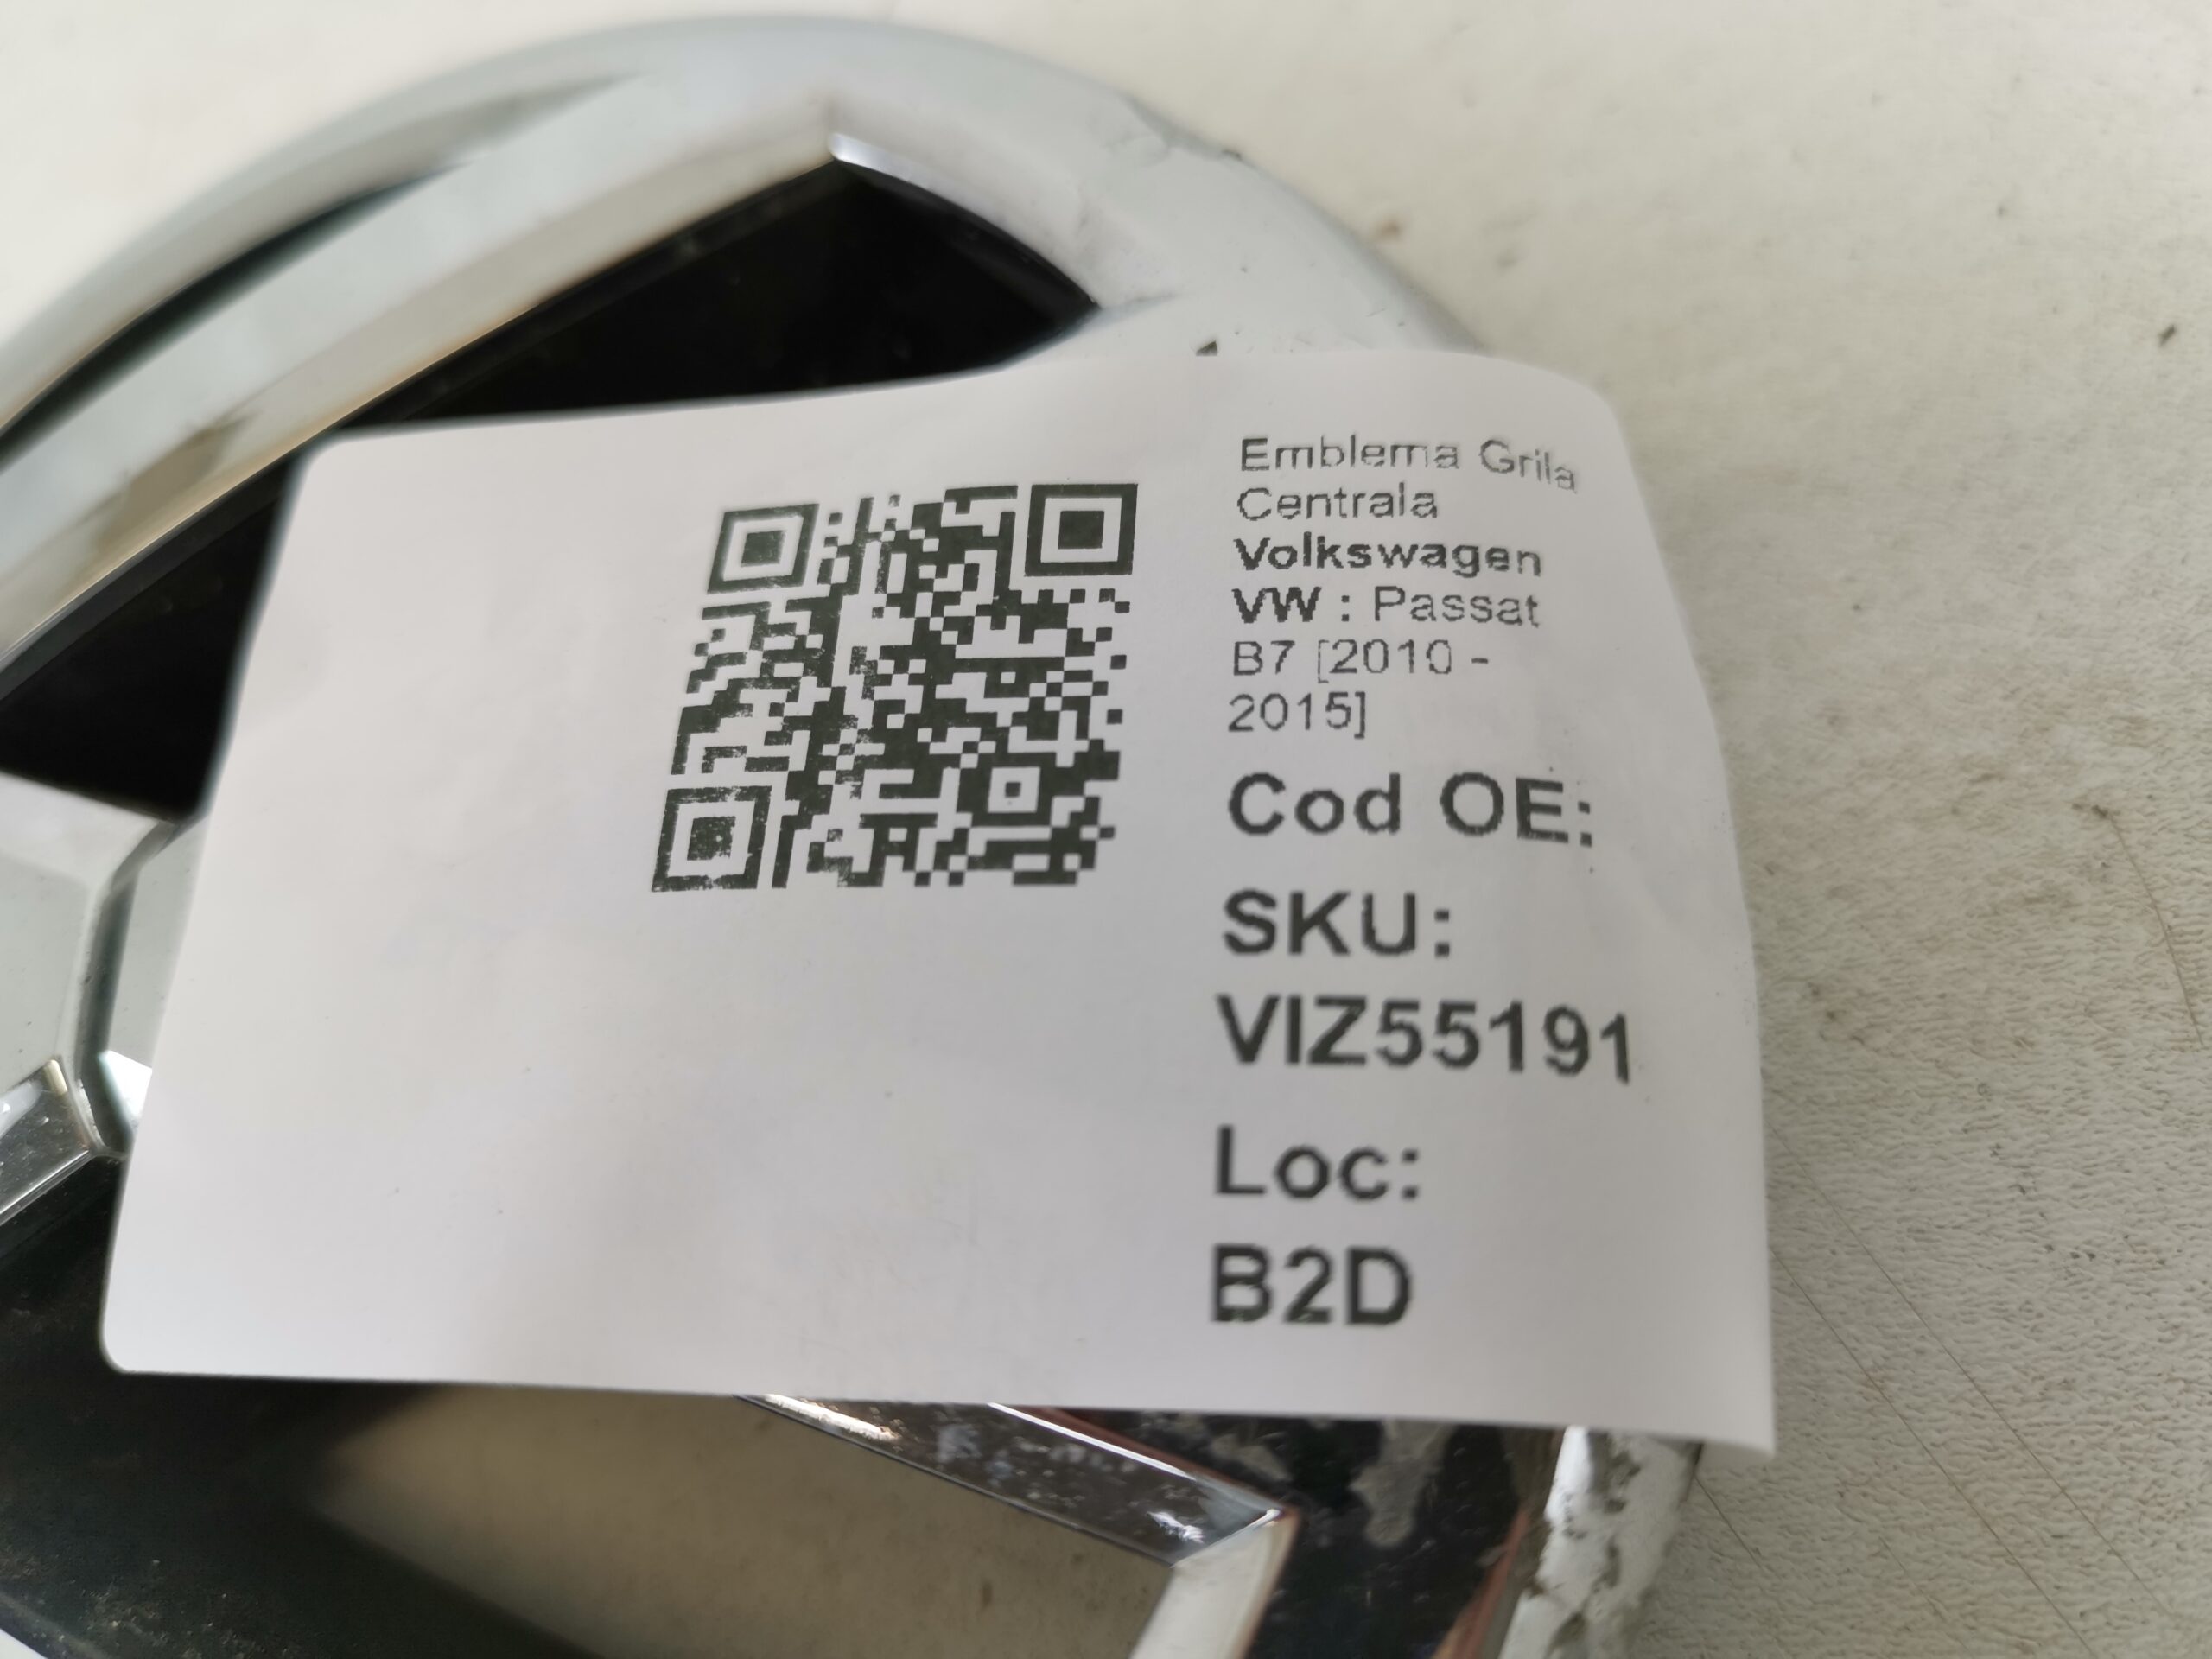 Emblema Grila
Centrala
Volkswagen
VW : Passat
B7 [2010 -
2015]
Cod OE:
SKU:
VIZ55191
Loc:
B2D